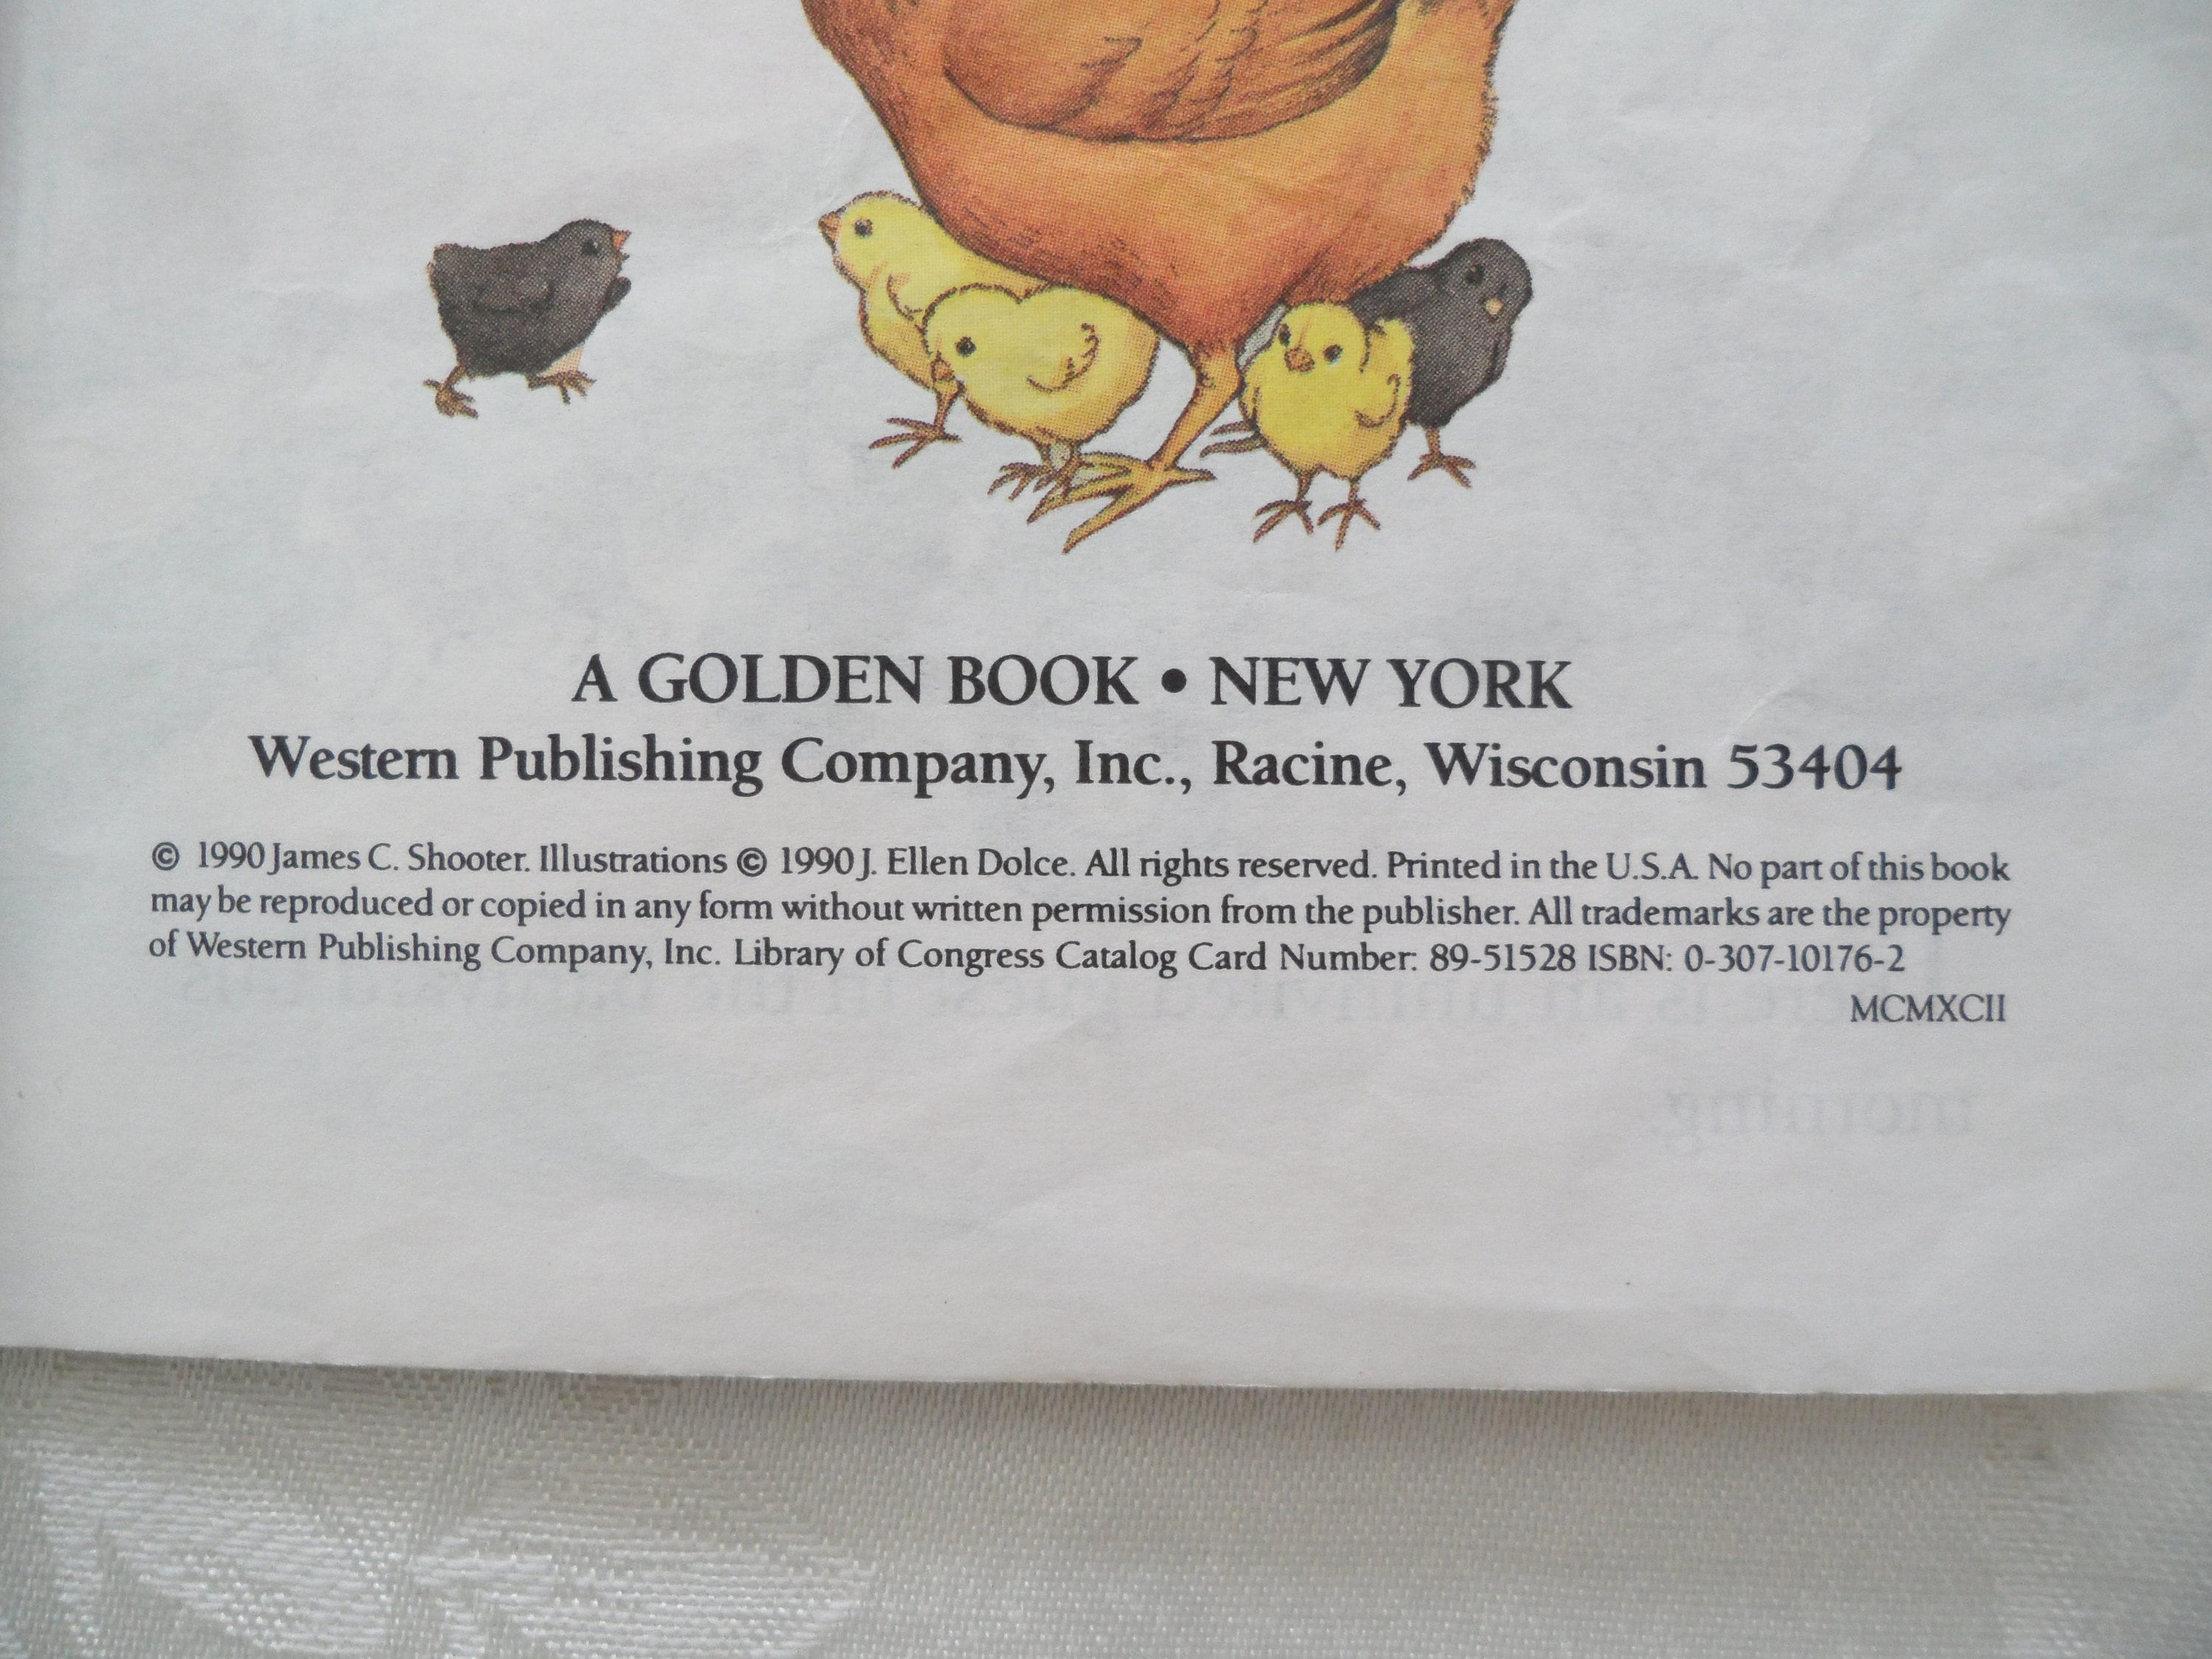 A GOLDEN BOOK • NEW YORK
Western Publishing Company, Inc., Racine, Wisconsin 53404
© 1990 James C. Shooter. Illustrations © 1990 J. Ellen Dolce. All rights reserved. Printed in the U.S.A. No part of this book
may be reproduced or copied in any form without written permission from the publisher. All trademarks are the property
of Western Publishing Company, Inc. Library of Congress Catalog Card Number: 89-51528 ISBN: 0-307-10176-2
MCMXCII
morning.